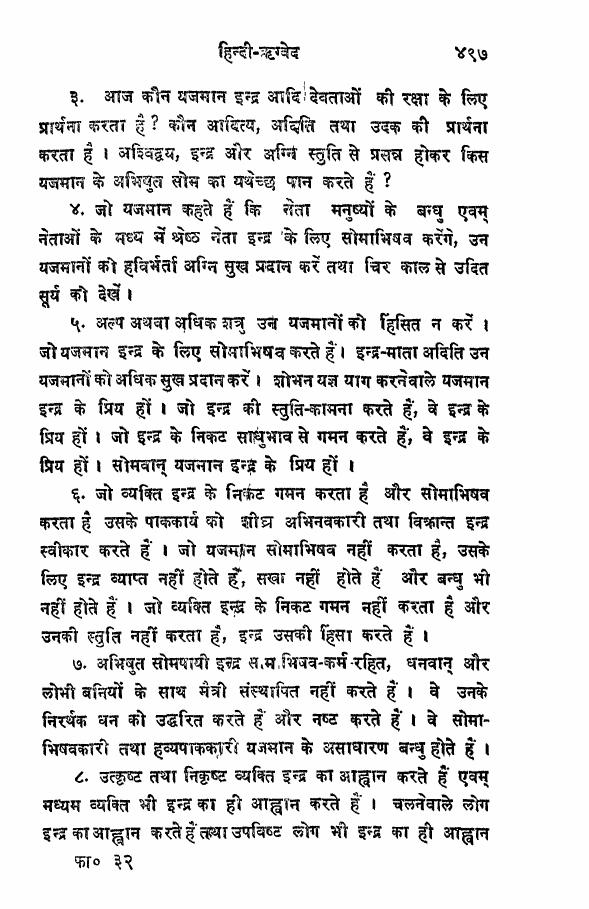 हिन्दी-ऋग्वेद ४९७
३. आज कौन यजमान इन्द्र आदि देवताओं की रक्षा के लिए
प्रार्थना करता है? कौन आदित्य, अदिति तथा उदक की प्रार्थना
करता है । अश्विद्वय, इन्द्र और अग्नि स्तुति से प्रसन्न होकर किस
यजमान के अभिषुत सोम का यथेच्छ पान करते हैं?
४. जो यजमान कहते हैं कि नेता मनुष्यों के बन्धु एवम्
नेताओं के मध्य में श्रेष्ठ नेता इन्द्र के लिए सोमाभिषव करेंगे, उन
यजमानों को हविर्भर्ता अग्नि सुख प्रदान करें तथा चिर काल से उदित
सूर्य को देखें ।
५. अल्प अथवा अधिक शत्रु उन यजमानों को हिंसित न करें ।
जो यजमान इन्द्र के लिए सोमाभिषव करते हैं। इन्द्र-माता अदिति उन
यजमानों को अधिक सुख प्रदान करें । शोभन यज्ञ याग करनेवाले यजमान
इन्द्र के प्रिय हों । जो इन्द्र की स्तुति-कामना करते हैं, वे इन्द्र के
प्रिय हों । जो इन्द्र के निकट साधुभाव से गमन करते हैं, वे इन्द्र के
प्रिय हों । सोमवान् यजमान इन्द्र के प्रिय हों ।
६. जो व्यक्ति इन्द्र के निकट गमन करता है और सोमाभिषव
करता है उसके पाककार्य को शीघ्र अभिनवकारी तथा विक्रान्त इन्द्र
स्वीकार करते हैं । जो यजमान सोमाभिषव नहीं करता है, उसके
लिए इन्द्र व्याप्त नहीं होते हैं, सखा नहीं होते हैं और बन्धु भी
नहीं होते हैं । जो व्यक्ति इन्द्र के निकट गमन नहीं करता है और
उनकी स्तुति नहीं करता है, इन्द्र उसकी हिंसा करते हैं ।
७. अभिषुत सोमपायी इन्द्र भिषव-कर्म-रहित, धनवान् और
लोभी बनियों के साथ मैत्री संस्थापित नहीं करते हैं । वे उनके
निरर्थक धन को उद्धरित करते हैं और नष्ट करते हैं । वे सोमा-
भिषवकारी तथा हव्यपाककारी यजमान के असाधारण बन्धु होते हैं ।
८. उत्कृष्ट तथा निकृष्ट व्यक्ति इन्द्र का आह्वान करते हैं एवम्
मध्यम व्यक्ति भी इन्द्र का ही आह्वान करते हैं । चलनेवाले लोग
इन्द्र का आह्वान करते हैं तथा उपविष्ट लोग भी इन्द्र का ही आह्वान
फा० ३२